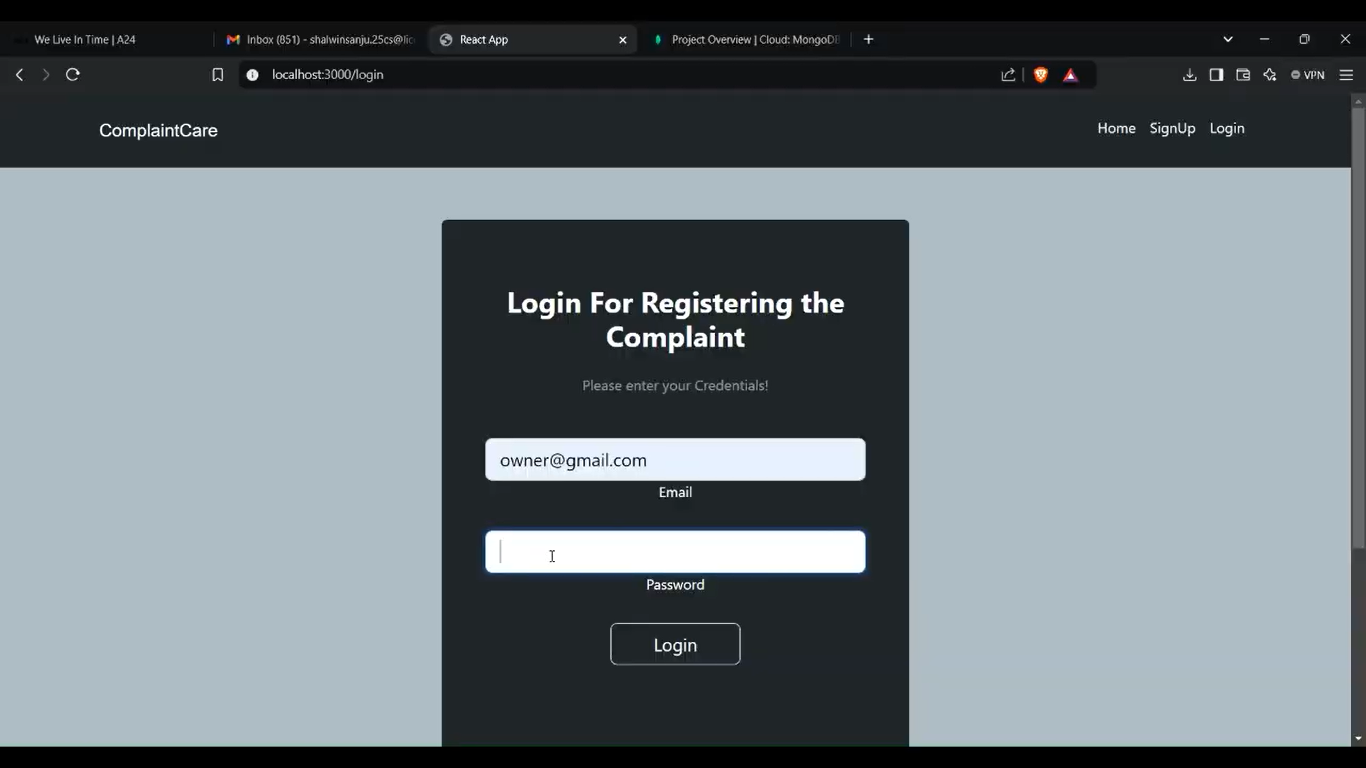 We Live In Time | A24
Inbox (851) - shalwinsanju.25cs@lic
React App
Project Overview | Cloud: MongoDB
localhost:3000/login
VPN
ComplaintCare
Home SignUp Login
Login For Registering the
Complaint
Please enter your Credentials!
owner@gmail.com
Email
Password
Login